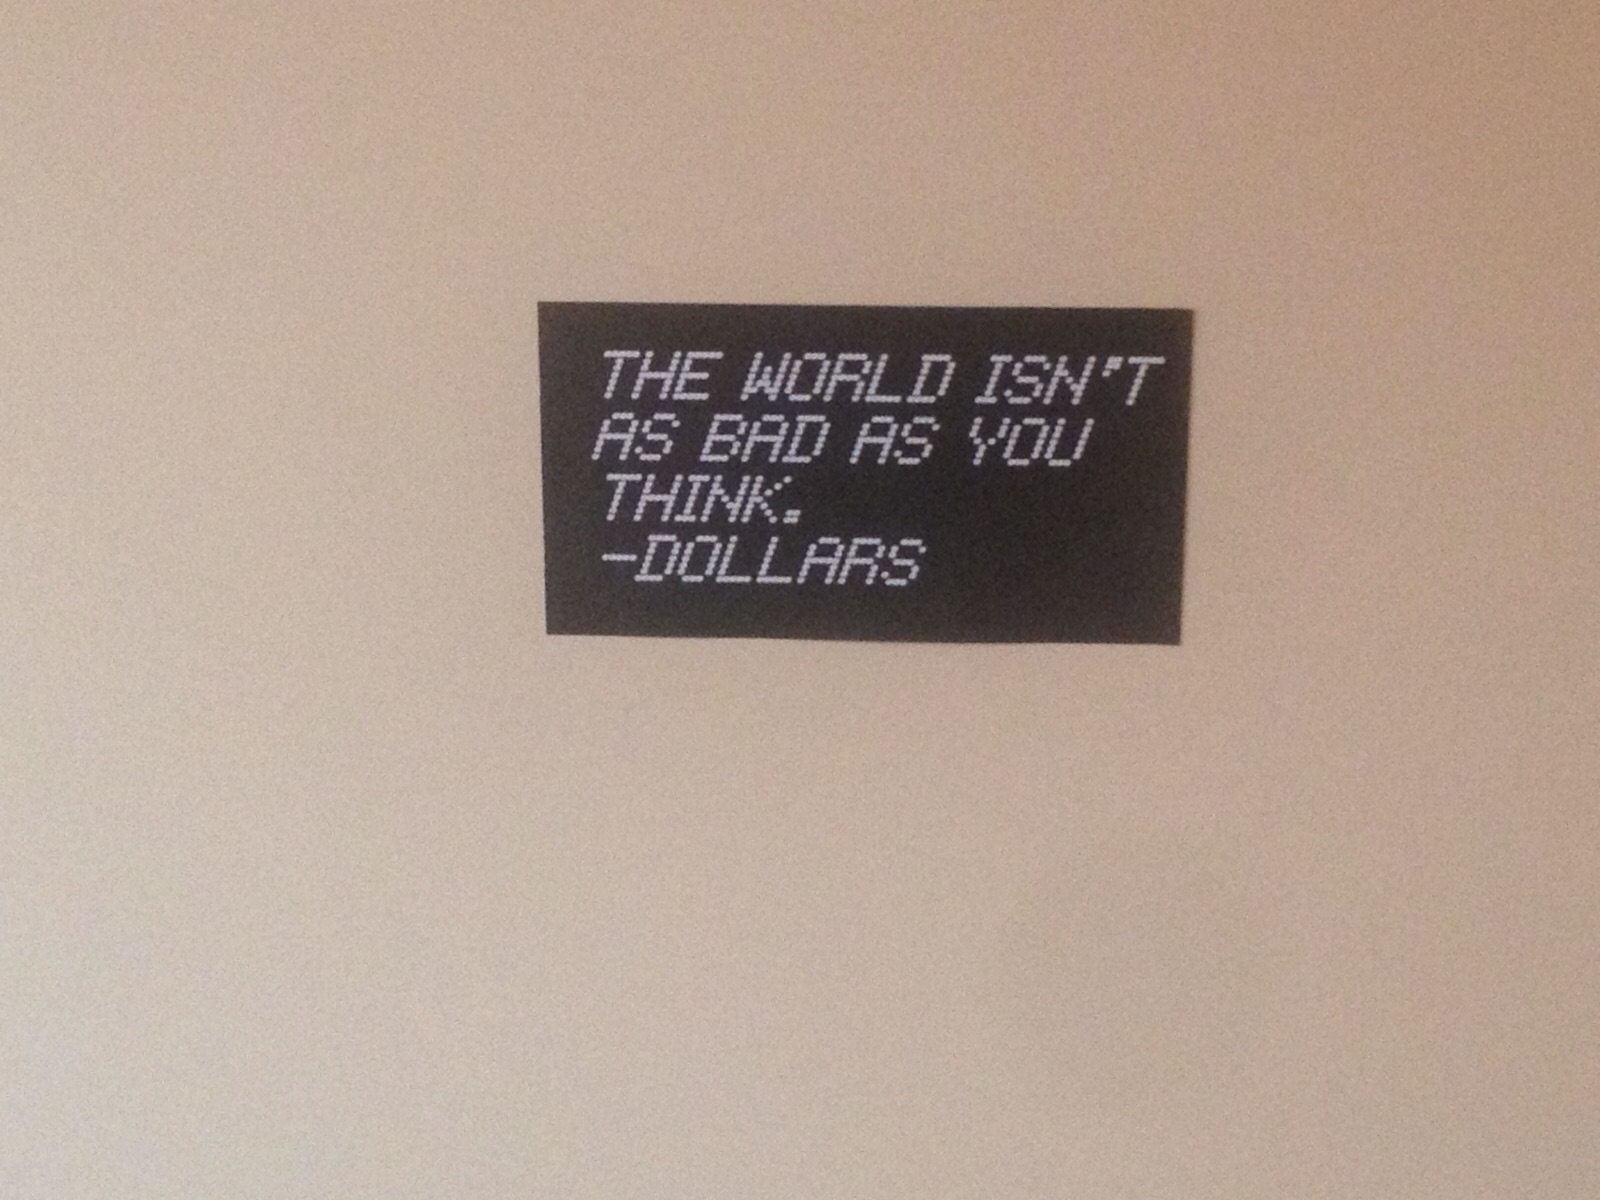 THE WORLD ISN'T
AS BAD AS YOU
THINK.
-DOLLARS